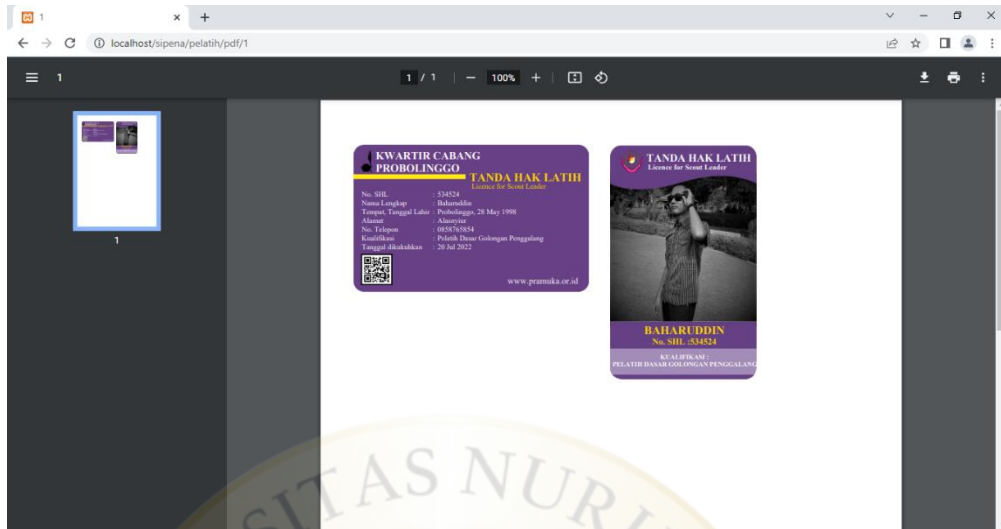 1
localhost/sipena/pelatih/pdf/1
1
1 / 1
100%
1
KWARTIR CABANG
PROBOLINGGO
TANDA HAK LATIH
Licence for Scout Leader
No. SHL : 534524
Nama Lengkap : Baharuddin
Tempat, Tanggal Lahir : Probolinggo, 28 May 1998
Alamat :
No. Telepon : 0858765854
Kualifikasi : Pelatih Dasar Golongan Penggalang
Tanggal dikukuhkan : 20 Jul 2022
www.pramuka.or.id
TANDA HAK LATIH
Licence for Scout Leader
BAHARUDDIN
No. SHL :534524
KUALIFIKASI :
PELATIH DASAR GOLONGAN PENGGALANG
SITAS NUR